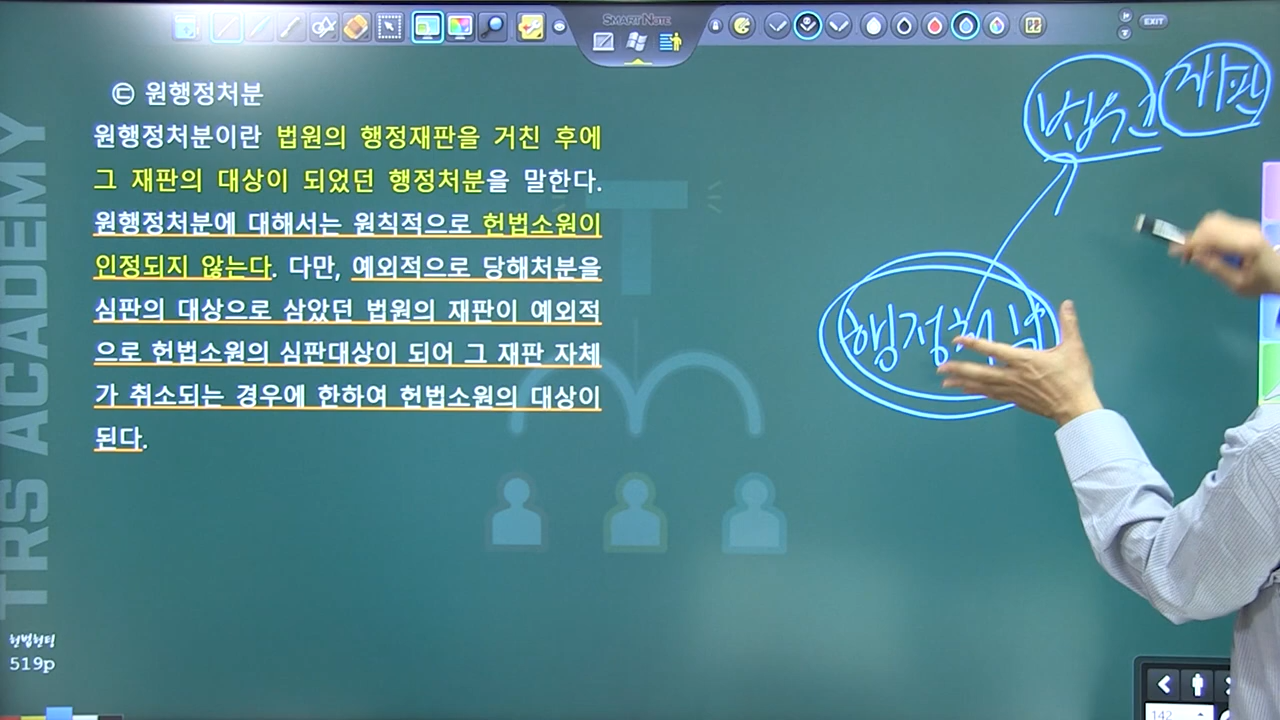 SMART NOTE
EXIT
㉢ 원행정처분
원행정처분이란 법원의 행정재판을 거친 후에
그 재판의 대상이 되었던 행정처분을 말한다.
원행정처분에 대해서는 원칙적으로 헌법소원이
인정되지 않는다. 다만, 예외적으로 당해처분을
심판의 대상으로 삼았던 법원의 재판이 예외적
으로 헌법소원의 심판대상이 되어 그 재판 자체
가 취소되는 경우에 한하여 헌법소원의 대상이
된다.
법원 재판
행정처분
TRS ACADEMY
519p
142